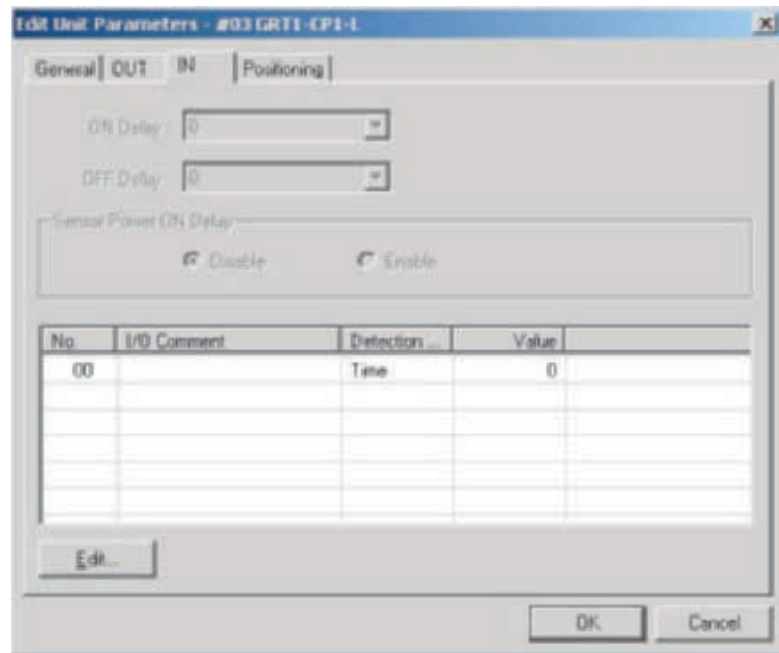 Edit Unit Parameters - #03 GRT1-CP1-L
General OUT IN Positioning
ON Delay : 0
OFF Delay 0
Sensor Power ON Delay
Disable Enable
No. I/O Comment Detection ... Value
00 Time 0
Edit...
OK Cancel